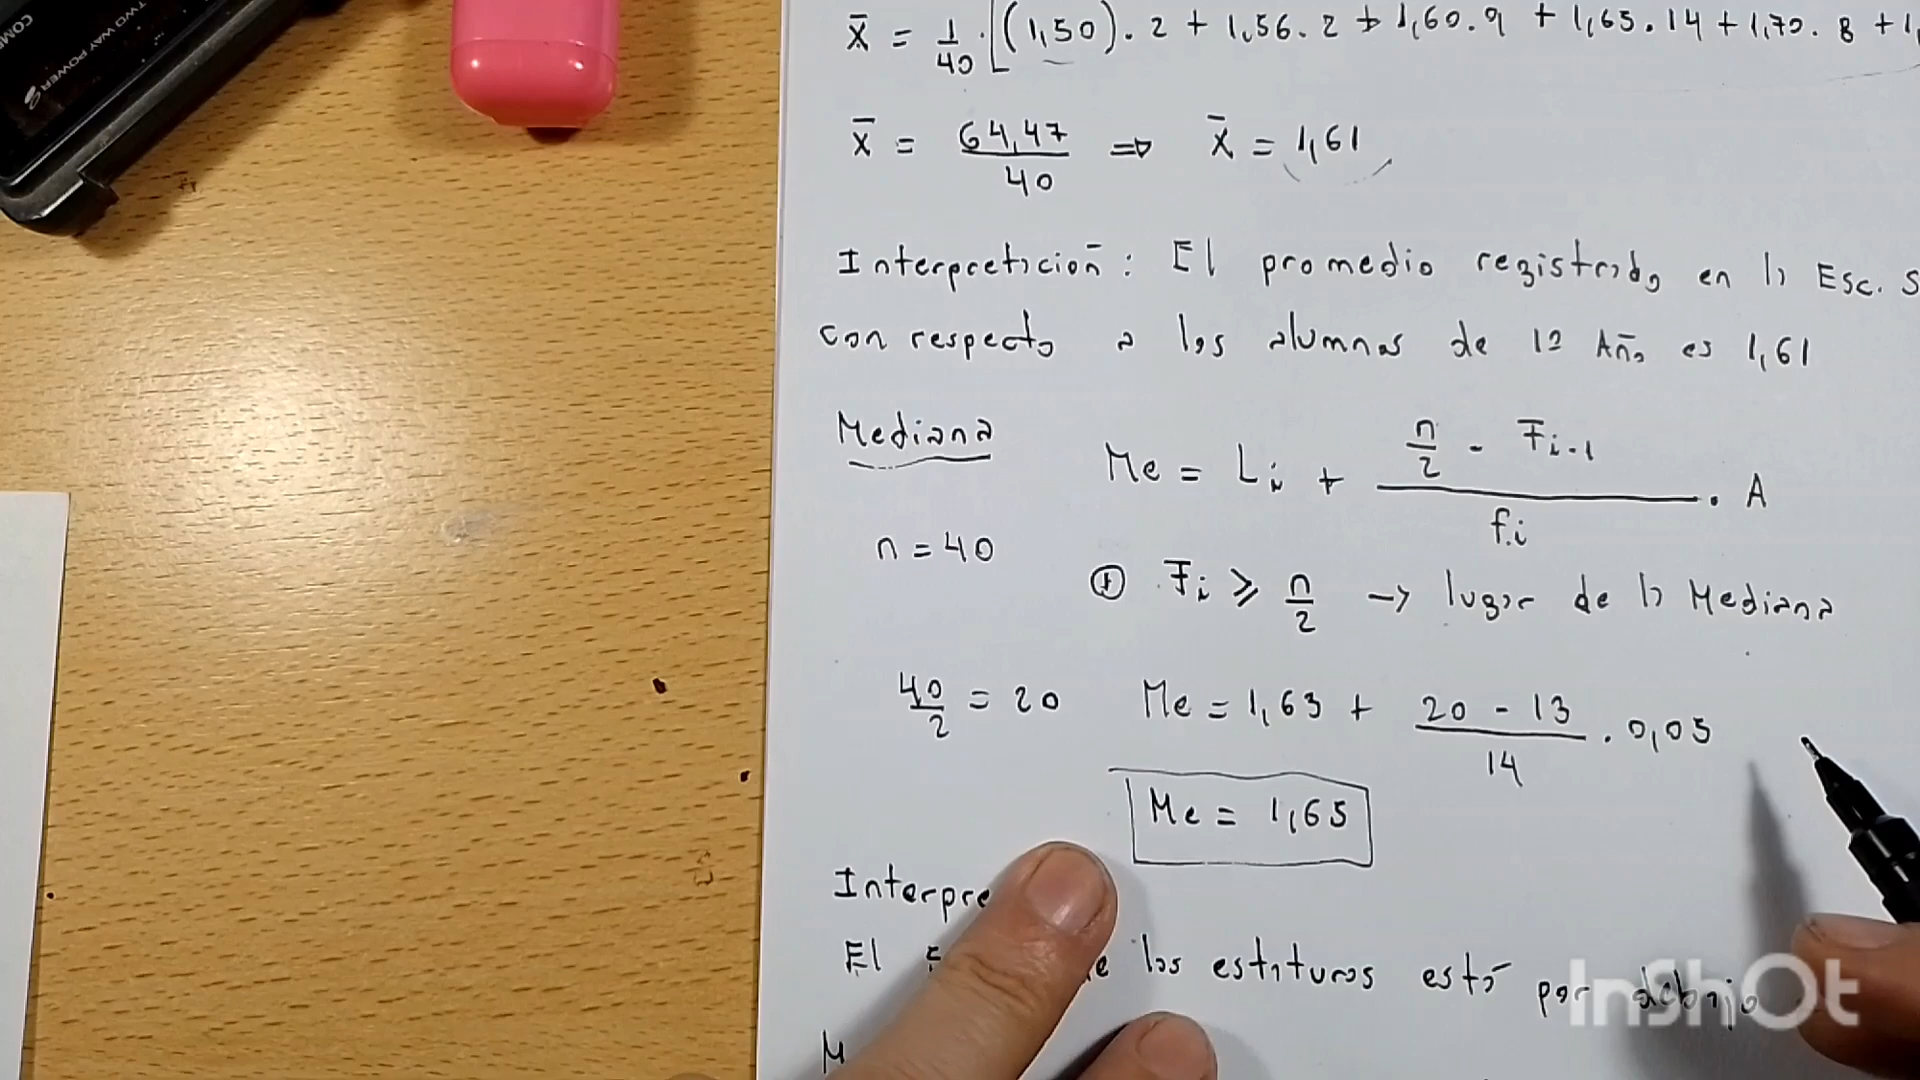 COM
TWO WAY POWER
X̄ = 1/40 · [(1,50) . 2 + 1,56 . 2 + 1,60 . 9 + 1,65 . 14 + 1,70 . 8 + 1,
X̄ = 64,47/40 ⇒ X̄ = 1,61
Interpretación : El promedio registrado en la Esc. S
con respecto a los alumnos de 1º Año es 1,61
Mediana
Me = Li + (n/2 - Fi-1)/fi . A
n = 40
Fi ≥ n/2 → lugar de la Mediana
40/2 = 20
Me = 1,63 + (20 - 13)/14 . 0,05
Me = 1,65
Interpre
El las estaturas está por debajo
M
InShOt